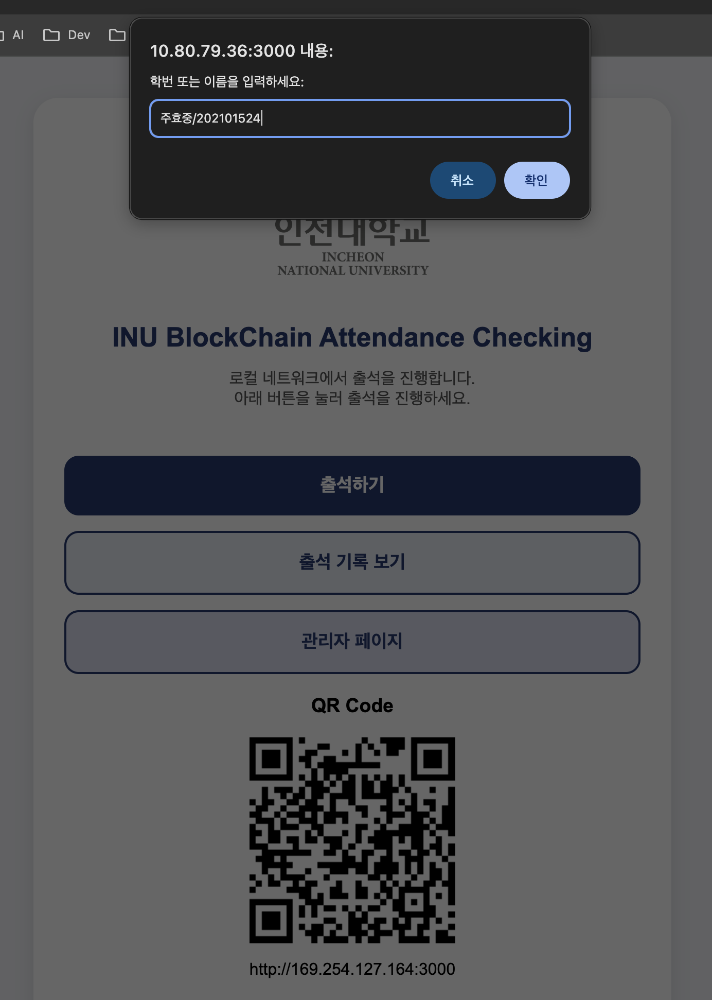 AI
Dev
10.80.79.36:3000 내용:
학번 또는 이름을 입력하세요:
주효중/202101524
취소
확인
인천대학교
INCHEON
NATIONAL UNIVERSITY
INU BlockChain Attendance Checking
로컬 네트워크에서 출석을 진행합니다.
아래 버튼을 눌러 출석을 진행하세요.
출석하기
출석 기록 보기
관리자 페이지
QR Code
http://169.254.127.164:3000